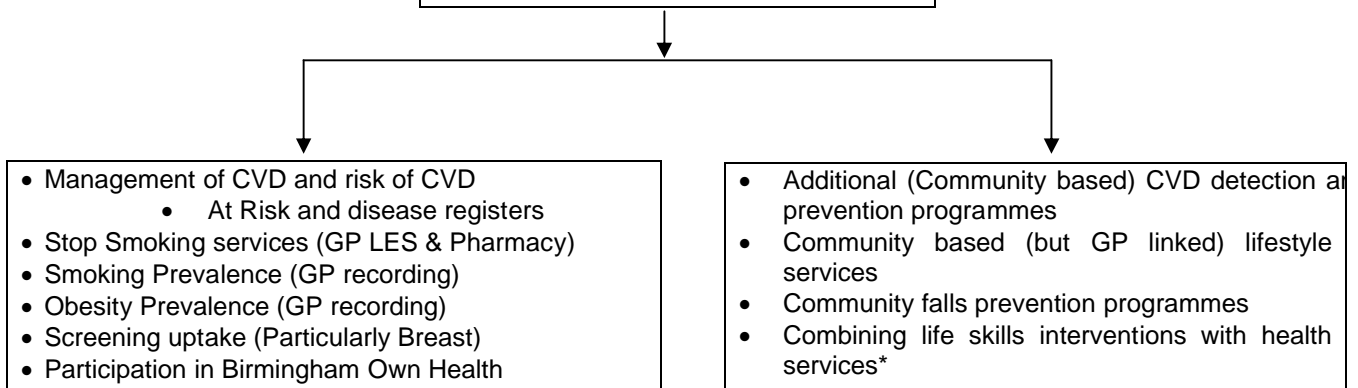 • Management of CVD and risk of CVD
• At Risk and disease registers
• Stop Smoking services (GP LES & Pharmacy)
• Smoking Prevalence (GP recording)
• Obesity Prevalence (GP recording)
• Screening uptake (Particularly Breast)
• Participation in Birmingham Own Health
• Additional (Community based) CVD detection
prevention programmes
• Community based (but GP linked) lifestyle
services
• Community falls prevention programmes
• Combining life skills interventions with health
services*